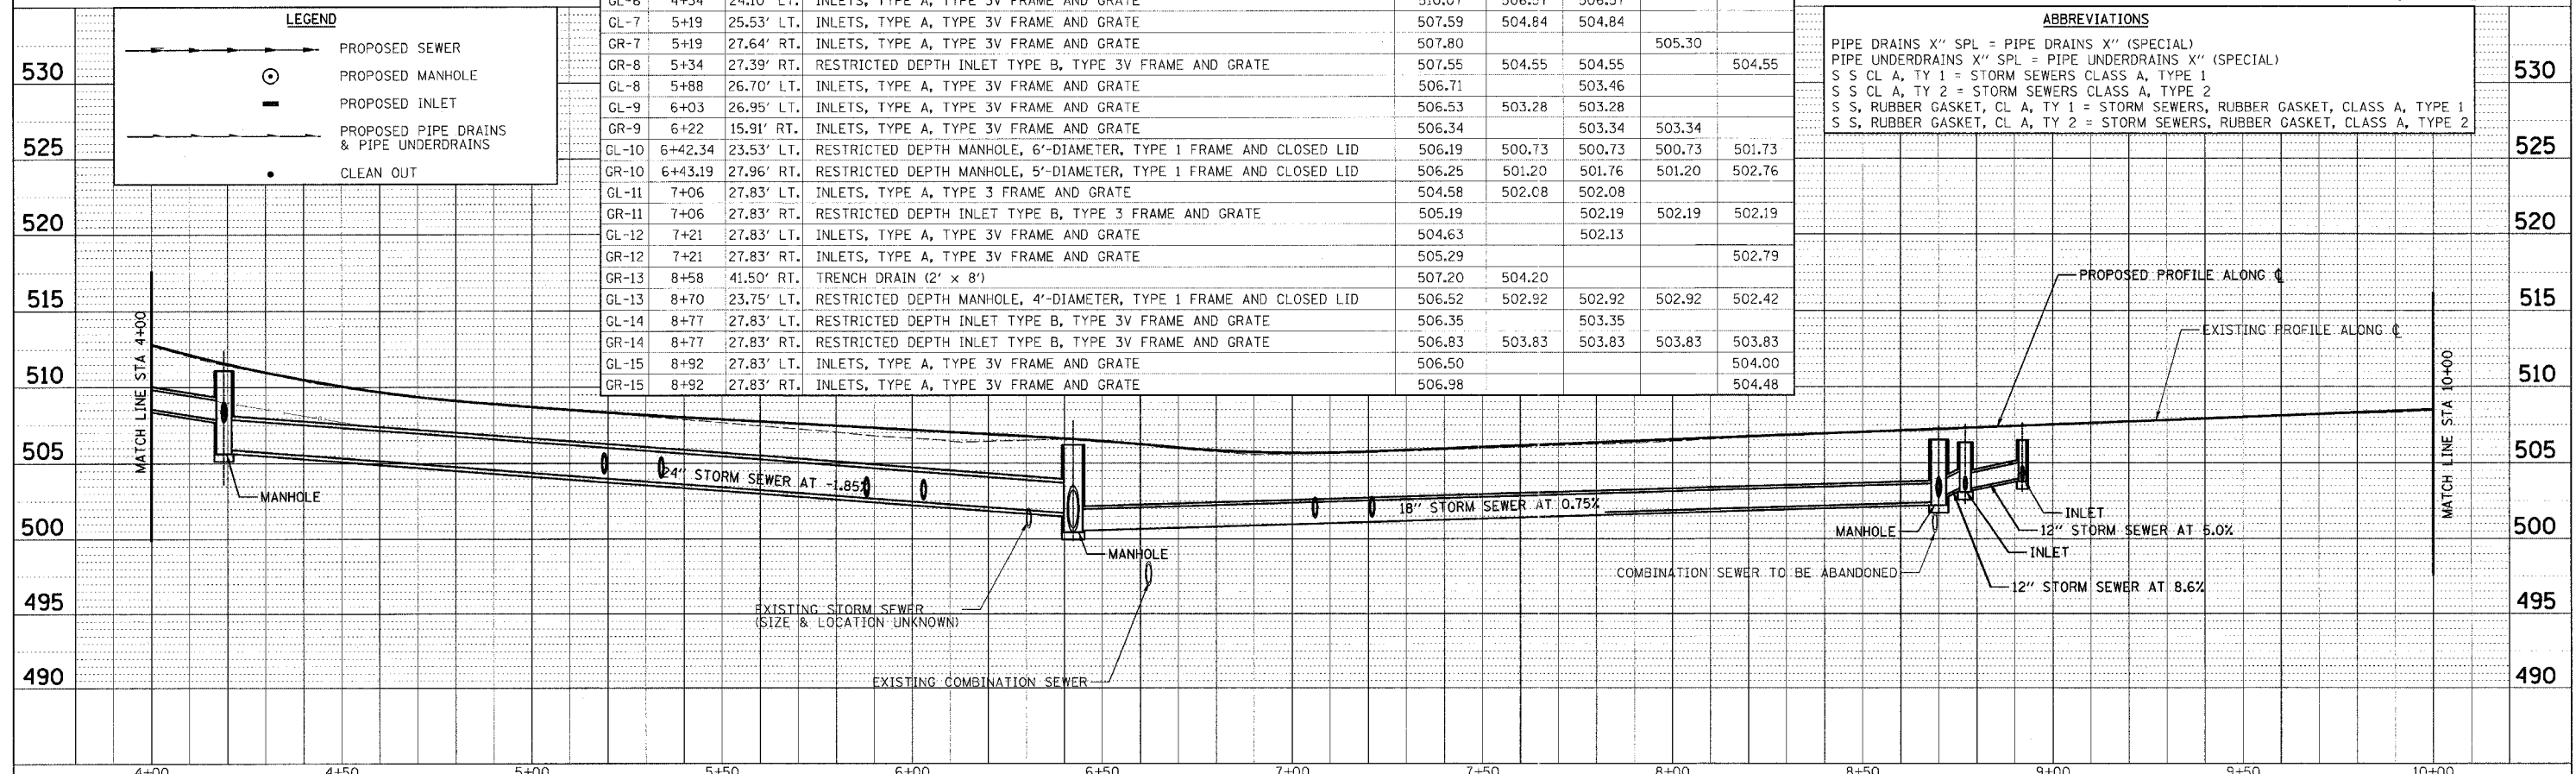 LEGEND
PROPOSED SEWER
PROPOSED MANHOLE
PROPOSED INLET
PROPOSED PIPE DRAINS
& PIPE UNDERDRAINS
CLEAN OUT
GL-7 5+19 25.53' LT. INLETS, TYPE A, TYPE 3V FRAME AND GRATE 507.59 504.84 504.84
GR-7 5+19 27.64' RT. INLETS, TYPE A, TYPE 3V FRAME AND GRATE 507.80 505.30
GR-8 5+34 27.39' RT. RESTRICTED DEPTH INLET TYPE B, TYPE 3V FRAME AND GRATE 507.55 504.55 504.55 504.55
GL-8 5+88 26.70' LT. INLETS, TYPE A, TYPE 3V FRAME AND GRATE 506.71 503.46
GL-9 6+03 26.95' LT. INLETS, TYPE A, TYPE 3V FRAME AND GRATE 506.53 503.28 503.28
GR-9 6+22 15.91' RT. INLETS, TYPE A, TYPE 3V FRAME AND GRATE 506.34 503.34 503.34
GL-10 6+42.34 23.53' LT. RESTRICTED DEPTH MANHOLE, 6'-DIAMETER, TYPE 1 FRAME AND CLOSED LID 506.19 500.73 500.73 500.73 501.73
GR-10 6+43.19 27.96' RT. RESTRICTED DEPTH MANHOLE, 5'-DIAMETER, TYPE 1 FRAME AND CLOSED LID 506.25 501.20 501.76 501.20 502.76
GL-11 7+06 27.83' LT. INLETS, TYPE A, TYPE 3 FRAME AND GRATE 504.58 502.08 502.08
GR-11 7+06 27.83' RT. RESTRICTED DEPTH INLET TYPE B, TYPE 3 FRAME AND GRATE 505.19 502.19 502.19 502.19
GL-12 7+21 27.83' LT. INLETS, TYPE A, TYPE 3V FRAME AND GRATE 504.63 502.13
GR-12 7+21 27.83' RT. INLETS, TYPE A, TYPE 3V FRAME AND GRATE 505.29 502.79
GR-13 8+58 41.50' RT. TRENCH DRAIN (2' x 8') 507.20 504.20
GL-13 8+70 23.75' LT. RESTRICTED DEPTH MANHOLE, 4'-DIAMETER, TYPE 1 FRAME AND CLOSED LID 506.52 502.92 502.92 502.92 502.42
GL-14 8+77 27.83' LT. RESTRICTED DEPTH INLET TYPE B, TYPE 3V FRAME AND GRATE 506.35 503.35
GR-14 8+77 27.83' RT. RESTRICTED DEPTH INLET TYPE B, TYPE 3V FRAME AND GRATE 506.83 503.83 503.83 503.83 503.83
GL-15 8+92 27.83' LT. INLETS, TYPE A, TYPE 3V FRAME AND GRATE 506.50 504.00
GR-15 8+92 27.83' RT. INLETS, TYPE A, TYPE 3V FRAME AND GRATE 506.98 504.48
ABBREVIATIONS
PIPE DRAINS X" SPL = PIPE DRAINS X" (SPECIAL)
PIPE UNDERDRAINS X" SPL = PIPE UNDERDRAINS X" (SPECIAL)
S S CL A, TY 1 = STORM SEWERS CLASS A, TYPE 1
S S CL A, TY 2 = STORM SEWERS CLASS A, TYPE 2
S S, RUBBER GASKET, CL A, TY 1 = STORM SEWERS, RUBBER GASKET, CLASS A, TYPE 1
S S, RUBBER GASKET, CL A, TY 2 = STORM SEWERS, RUBBER GASKET, CLASS A, TYPE 2
530 530
525 525
520 520
515 515
510 510
505 505
500 500
495 495
490 490
MATCH LINE STA 4+00
MATCH LINE STA 10+00
PROPOSED PROFILE ALONG ℄
EXISTING PROFILE ALONG ℄
MANHOLE
24" STORM SEWER AT -1.85%
18" STORM SEWER AT 0.75%
MANHOLE
MANHOLE
INLET
12" STORM SEWER AT 5.0%
INLET
12" STORM SEWER AT 8.6%
COMBINATION SEWER TO BE ABANDONED
EXISTING STORM SEWER
(SIZE & LOCATION UNKNOWN)
EXISTING COMBINATION SEWER
4+00 4+50 5+00 5+50 6+00 6+50 7+00 7+50 8+00 8+50 9+00 9+50 10+00